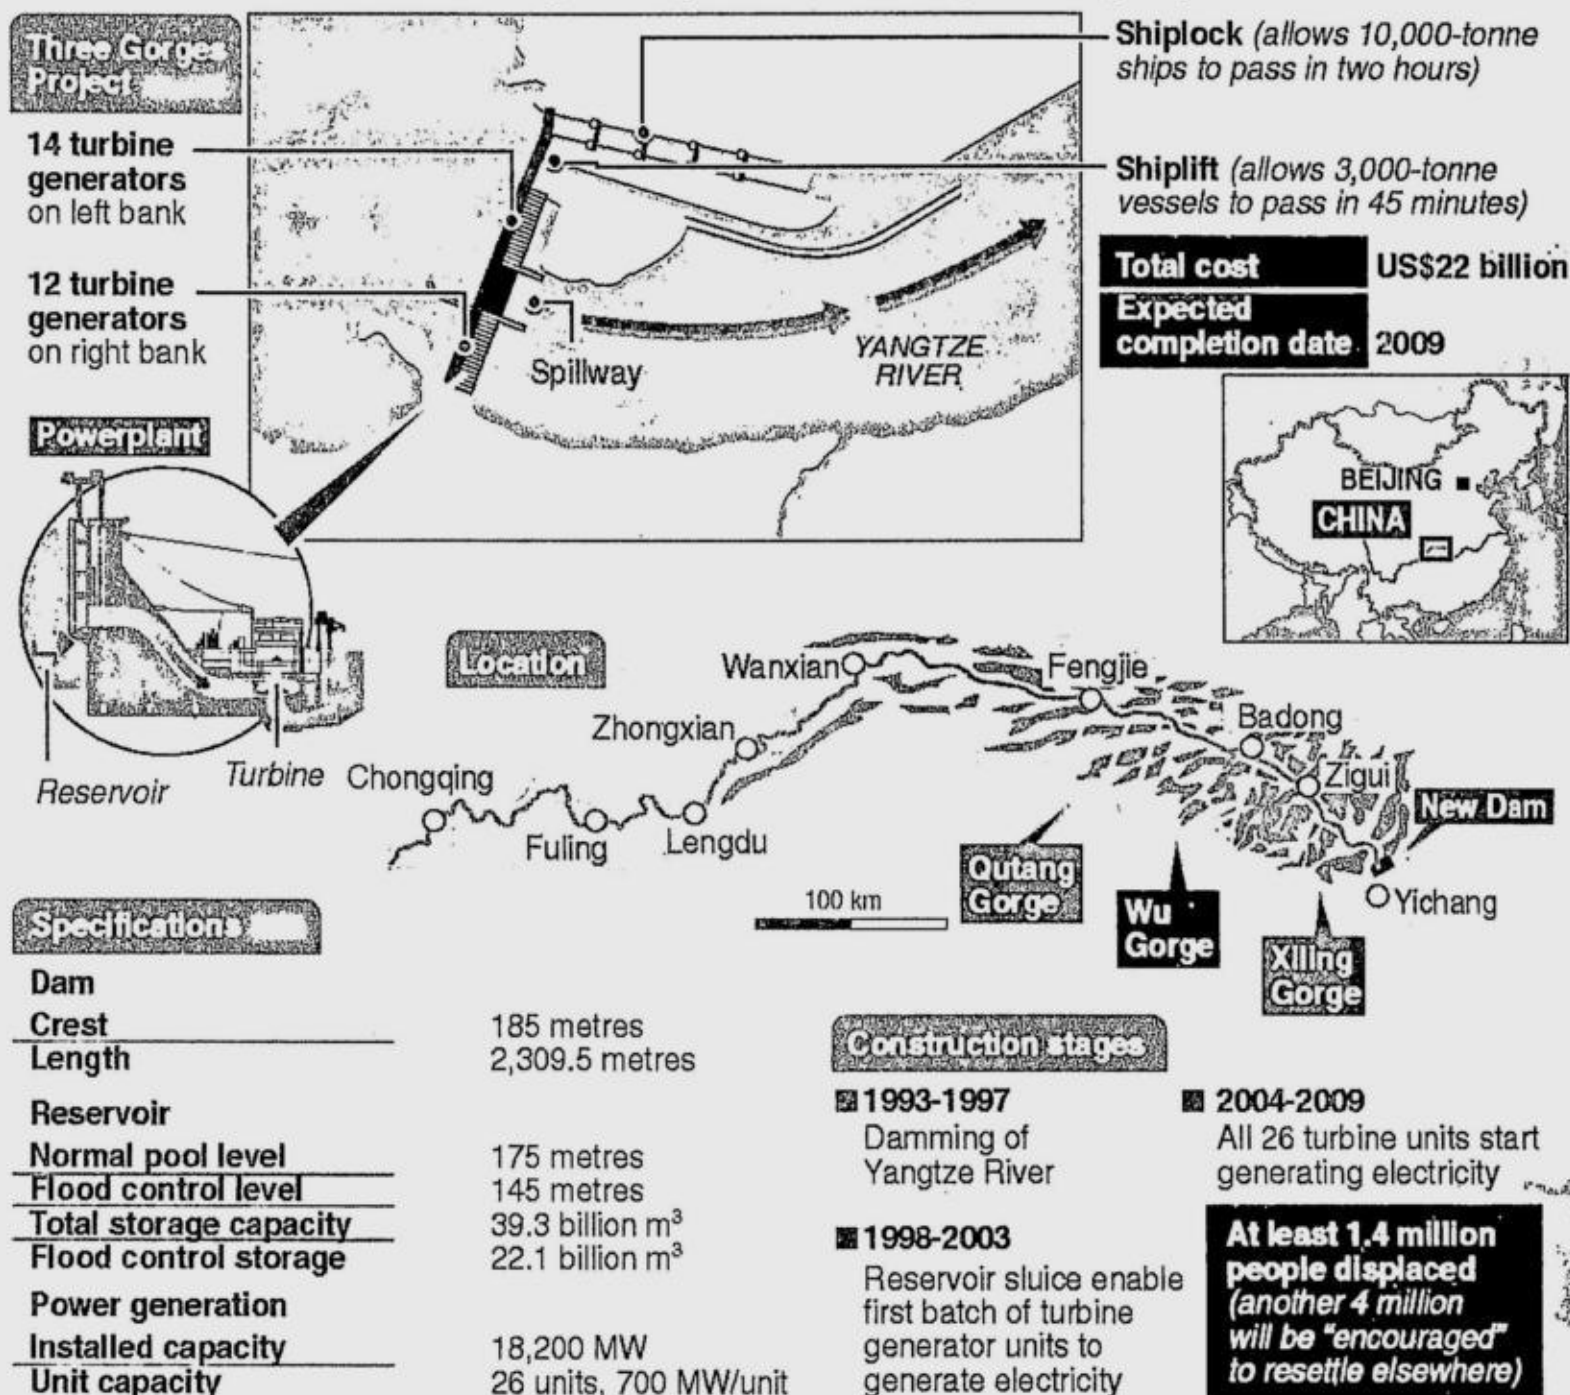 Three Gorges
Project
14 turbine
generators
on left bank
12 turbine
generators
on right bank
Shiplock (allows 10,000-tonne
ships to pass in two hours)
Shiplift (allows 3,000-tonne
vessels to pass in 45 minutes)
Total cost US$22 billion
Expected
completion date 2009
Spillway
YANGTZE
RIVER
Powerplant
Reservoir
Turbine
BEIJING
CHINA
Location
Wanxian
Fengjie
Zhongxian
Badong
Chongqing
Zigui
Fuling
Lengdu
New Dam
Qutang
Gorge
Wu
Gorge
Xiling
Gorge
Yichang
100 km
Specifications
Dam
Crest 185 metres
Length 2,309.5 metres
Reservoir
Normal pool level 175 metres
Flood control level 145 metres
Total storage capacity 39.3 billion m³
Flood control storage 22.1 billion m³
Power generation
Installed capacity 18,200 MW
Unit capacity 26 units, 700 MW/unit
Construction stages
1993-1997
Damming of
Yangtze River
1998-2003
Reservoir sluice enable
first batch of turbine
generator units to
generate electricity
2004-2009
All 26 turbine units start
generating electricity
At least 1.4 million
people displaced
(another 4 million
will be "encouraged"
to resettle elsewhere)